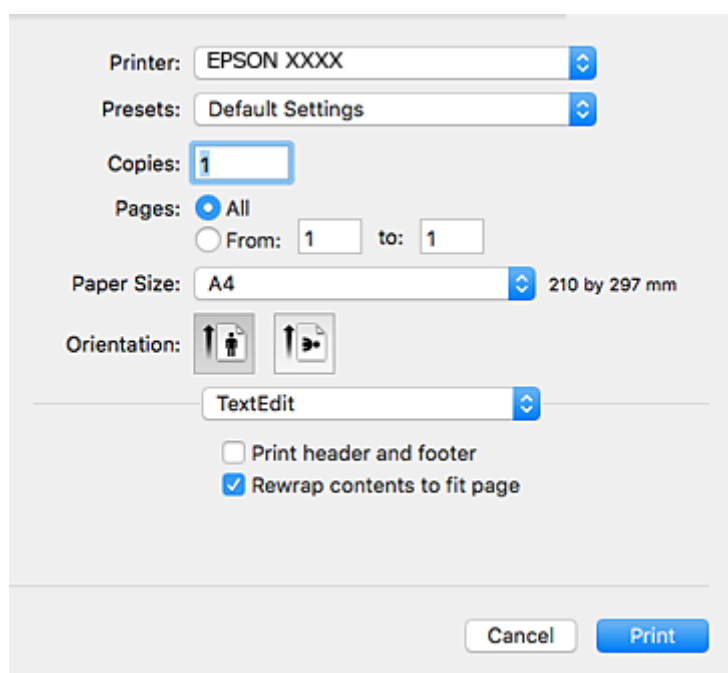 Printer: EPSON XXXX
Presets: Default Settings
Copies: 1
Pages: All
From: 1 to: 1
Paper Size: A4 210 by 297 mm
Orientation:
TextEdit
Print header and footer
Rewrap contents to fit page
Cancel Print